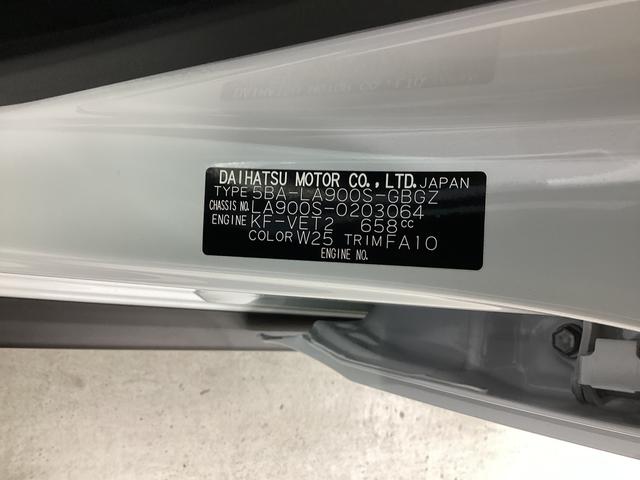 DAIHATSU MOTOR CO.,LTD. JAPAN
TYPE 5BA-LA900S-GBGZ
CHASSIS NO. LA900S-0203064
ENGINE KF-VET2 658cc
COLOR W25 TRIM FA10
ENGINE NO.